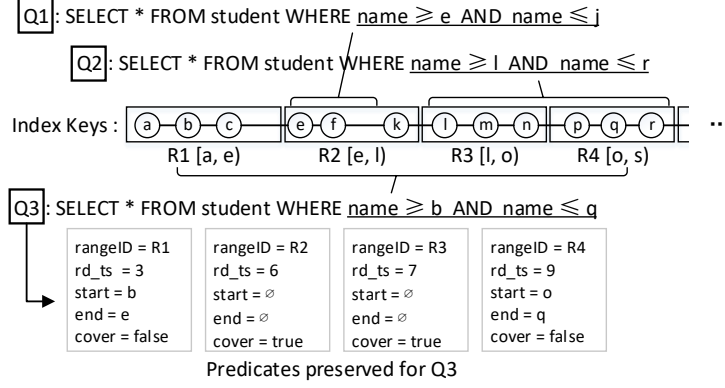 Q1: SELECT * FROM student WHERE name ≥ e AND name ≤ j
Q2: SELECT * FROM student WHERE name ≥ l AND name ≤ r
Index Keys : a b c e f k l m n p q r ..
R1 [a, e) R2 [e, l) R3 [l, o) R4 [o, s)
Q3: SELECT * FROM student WHERE name ≥ b AND name ≤ q
rangeID = R1
rd_ts = 3
start = b
end = e
cover = false
rangeID = R2
rd_ts = 6
start = ∅
end = ∅
cover = true
rangeID = R3
rd_ts = 7
start = ∅
end = ∅
cover = true
rangeID = R4
rd_ts = 9
start = o
end = q
cover = false
Predicates preserved for Q3